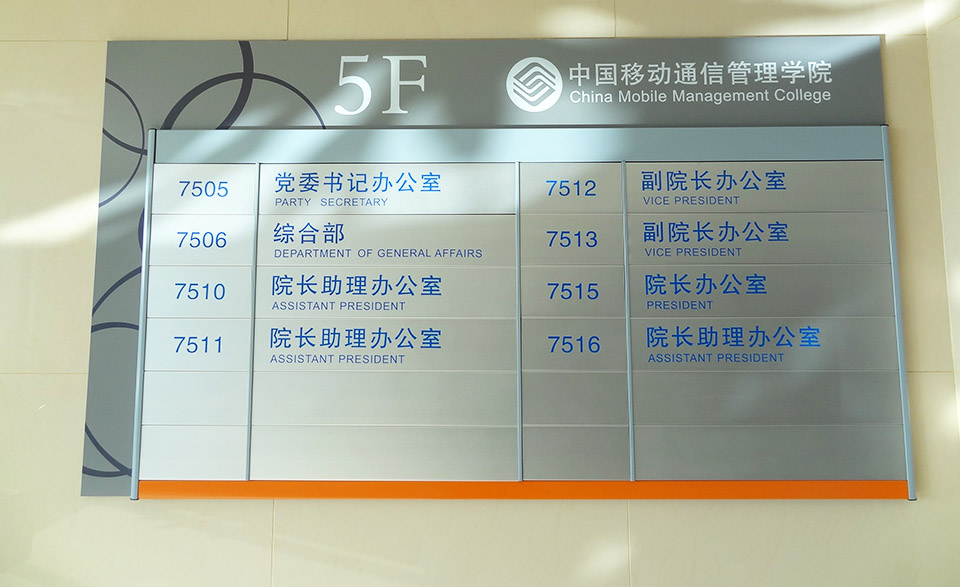 5F
中国移动通信管理学院
China Mobile Management College
7505
党委书记办公室
PARTY SECRETARY
7506
综合部
DEPARTMENT OF GENERAL AFFAIRS
7510
院长助理办公室
ASSISTANT PRESIDENT
7511
院长助理办公室
ASSISTANT PRESIDENT
7512
副院长办公室
VICE PRESIDENT
7513
副院长办公室
VICE PRESIDENT
7515
院长办公室
PRESIDENT
7516
院长助理办公室
ASSISTANT PRESIDENT